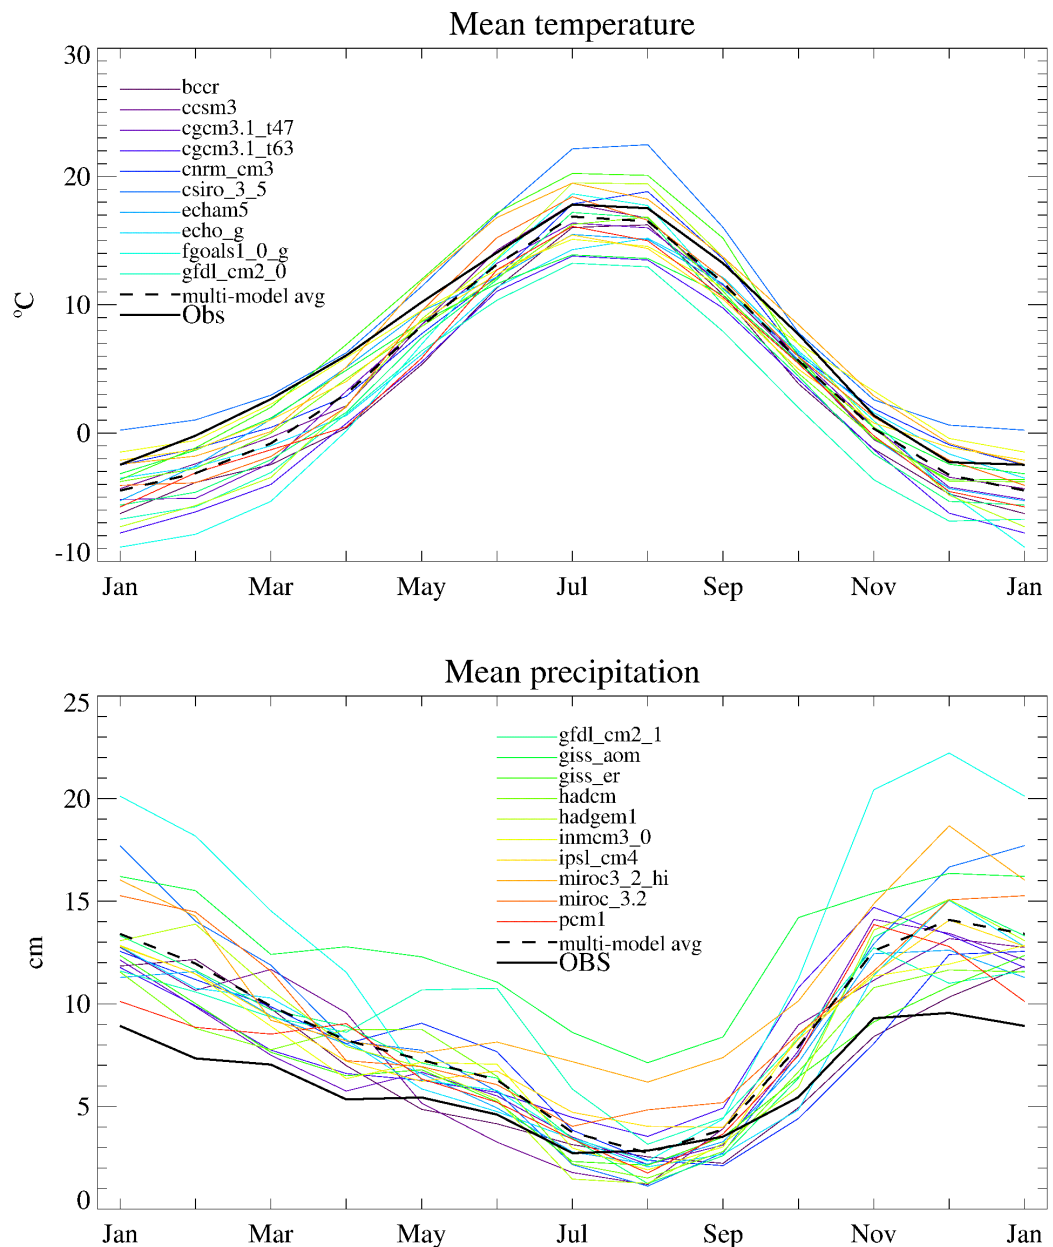 Mean temperature
30
20
10
0
-10
°C
bccr
ccsm3
cgcm3.1_t47
cgcm3.1_t63
cnrm_cm3
csiro_3_5
echam5
echo_g
fgoals1_0_g
gfdl_cm2_0
multi-model avg
Obs
Jan Mar May Jul Sep Nov Jan
Mean precipitation
25
20
15
10
5
0
cm
gfdl_cm2_1
giss_aom
giss_er
hadcm
hadgem1
inmcm3_0
ipsl_cm4
miroc3_2_hi
miroc_3.2
pcm1
multi-model avg
OBS
Jan Mar May Jul Sep Nov Jan